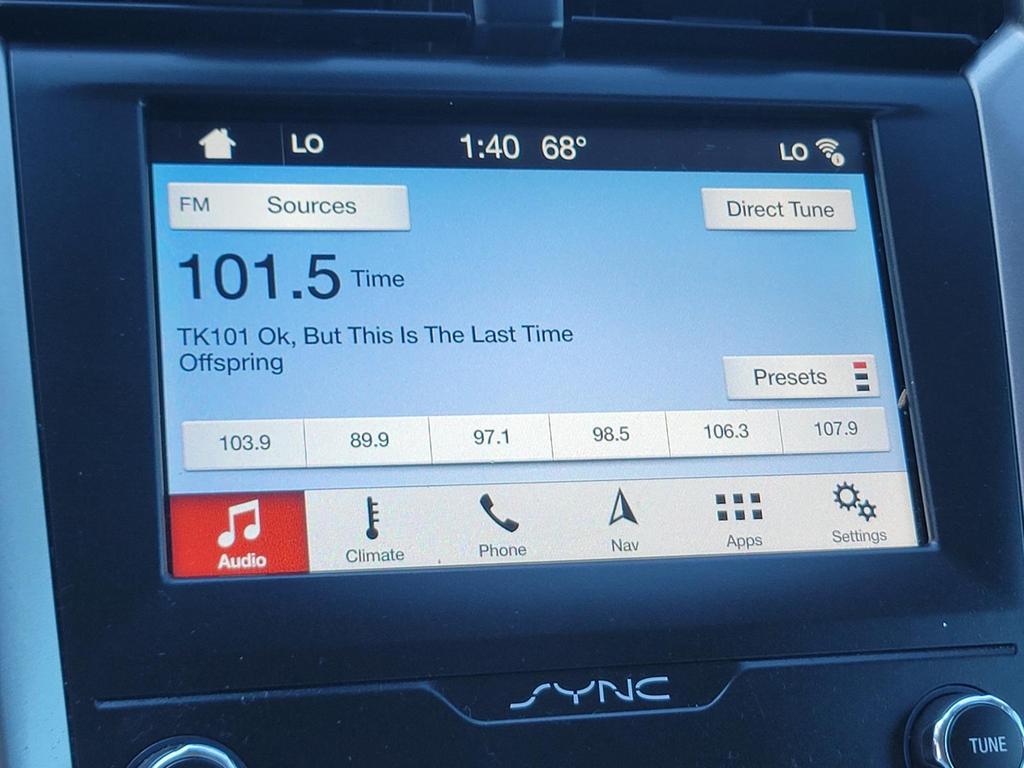 LO 1:40 68° LO
FM Sources Direct Tune
101.5 Time
TK101 Ok, But This Is The Last Time
Offspring
Presets
103.9 89.9 97.1 98.5 106.3 107.9
Audio Climate Phone Nav Apps Settings
SYNC
TUNE